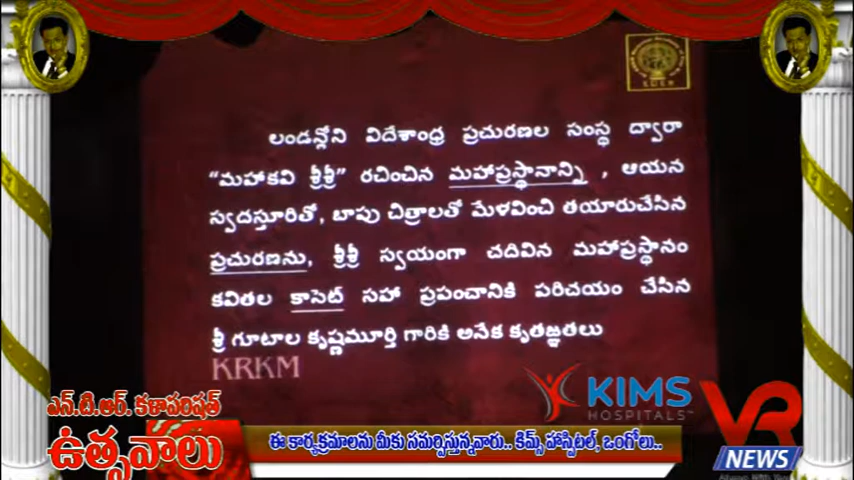 లండన్లోని విదేశాంధ్ర ప్రచురణల సంస్థ ద్వారా
“మహాకవి శ్రీశ్రీ” రచించిన మహాప్రస్థానాన్ని , ఆయన
స్వదస్తూరితో, బాపు చిత్రాలతో మేళవించి తయారుచేసిన
ప్రచురణను, శ్రీశ్రీ స్వయంగా చదివిన మహాప్రస్థానం
కవితల కాసెట్ సహా ప్రపంచానికి పరిచయం చేసిన
శ్రీ గూటాల కృష్ణమూర్తి గారికి అనేక కృతజ్ఞతలు
KRKM
KIMS
HOSPITALS™
VR
NEWS
ఎన్.టి.ఆర్. కళాపరిషత్
ఉత్సవాలు
ఈ కార్యక్రమాలను మీకు సమర్పిస్తున్నవారు.. కిమ్స్ హాస్పిటల్, ఒంగోలు..